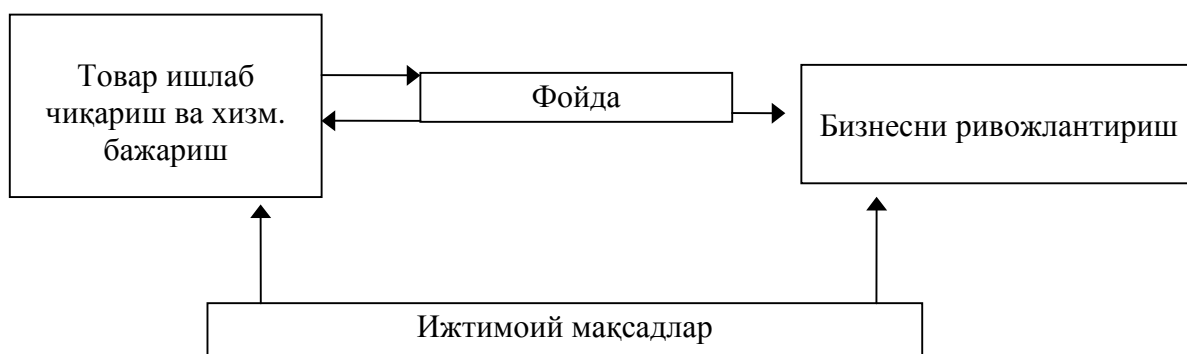 Товар ишлаб
чиқариш ва хизм.
бажариш
Фойда
Бизнесни ривожлантириш
Ижтимоий мақсадлар